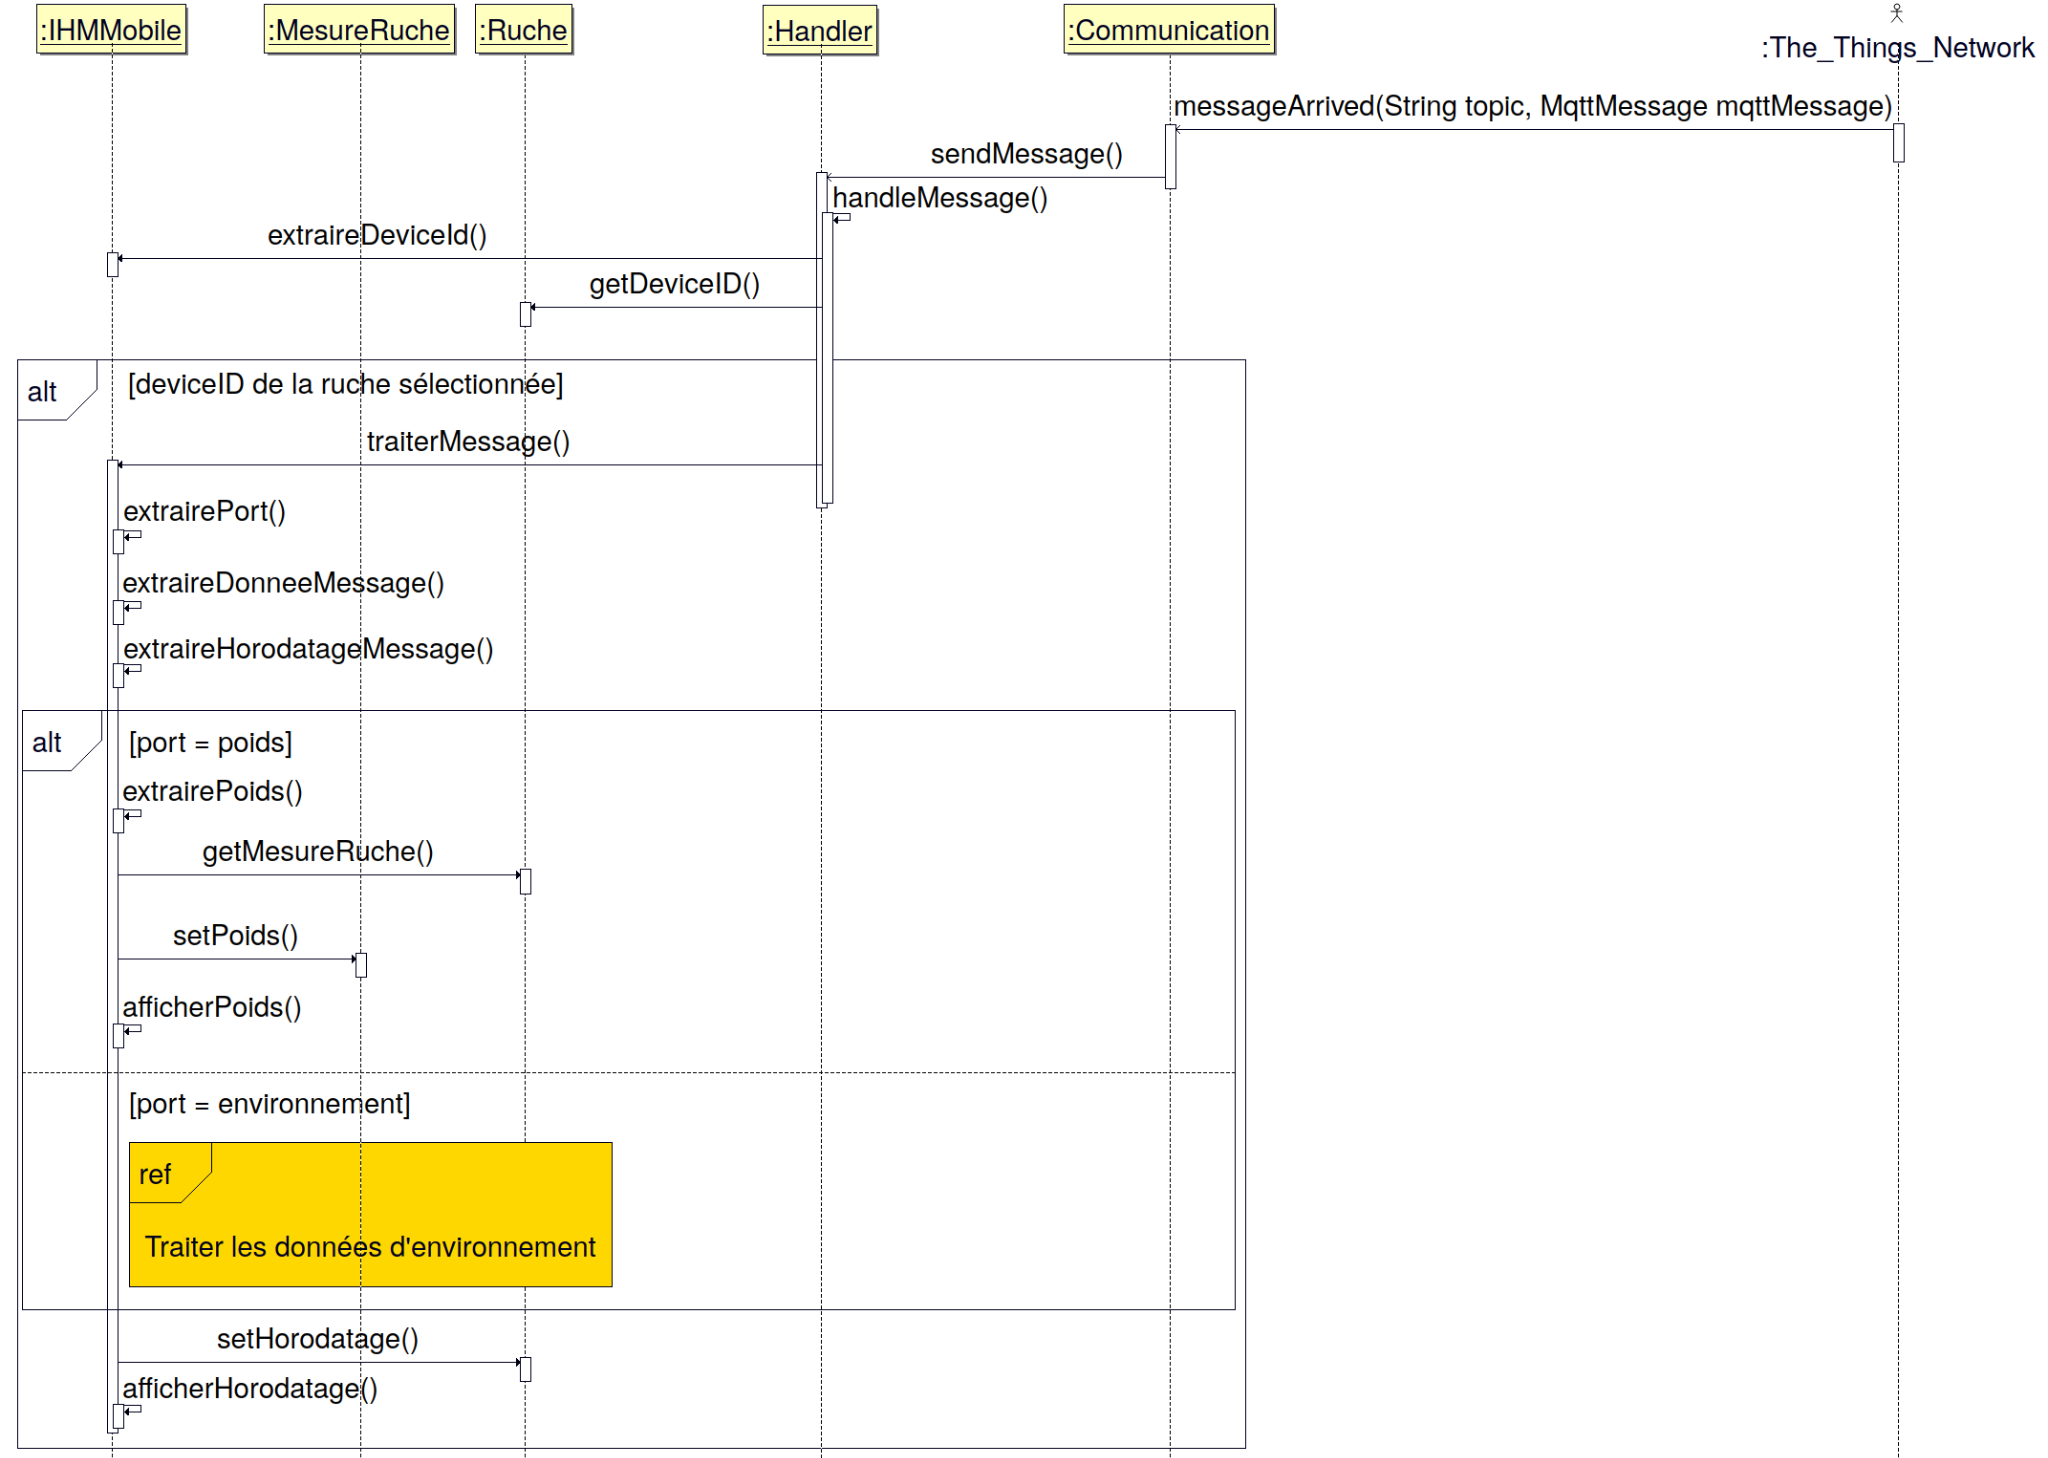 :IHMMobile
:MesureRuche
:Ruche
:Handler
:Communication
:The_Things_Network
messageArrived(String topic, MqttMessage mqttMessage)
sendMessage()
handleMessage()
extraireDeviceId()
getDeviceID()
alt
[deviceID de la ruche sélectionnée]
traiterMessage()
extrairePort()
extraireDonneeMessage()
extraireHorodatageMessage()
alt
[port = poids]
extrairePoids()
getMesureRuche()
setPoids()
afficherPoids()
[port = environnement]
ref
Traiter les données d'environnement
setHorodatage()
afficherHorodatage()